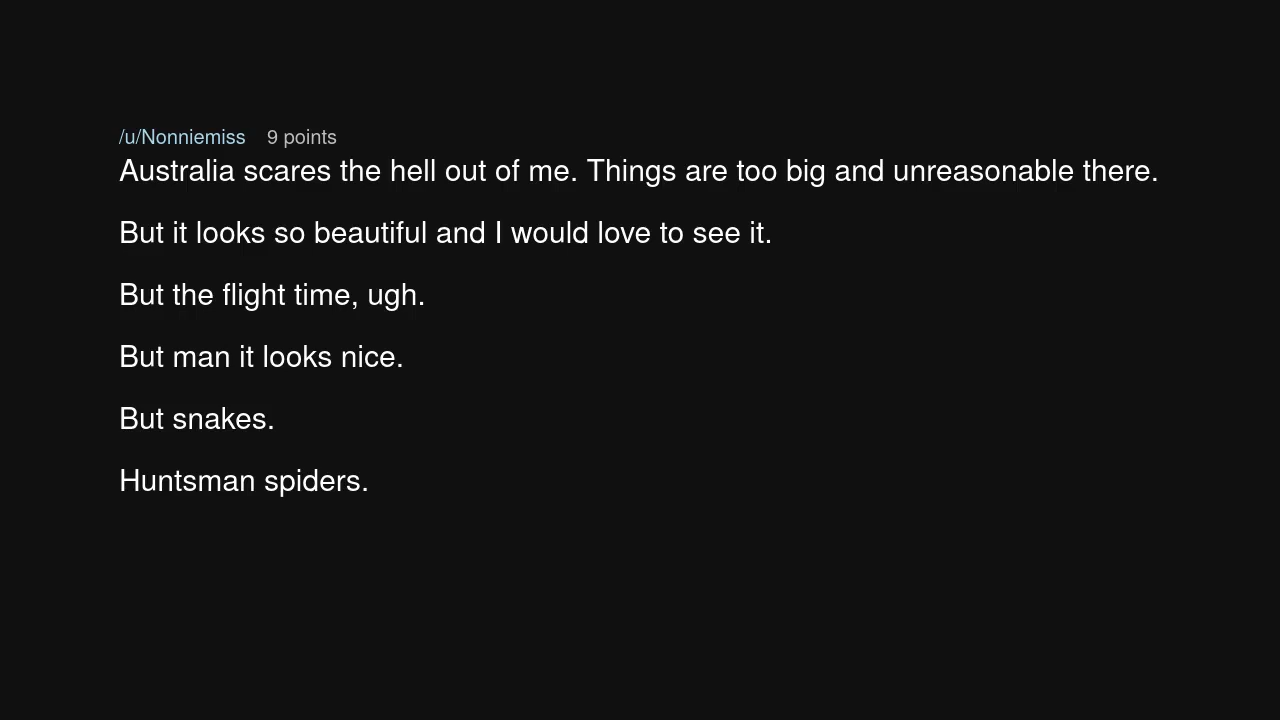 /u/Nonniemiss 9 points
Australia scares the hell out of me. Things are too big and unreasonable there.
But it looks so beautiful and I would love to see it.
But the flight time, ugh.
But man it looks nice.
But snakes.
Huntsman spiders.